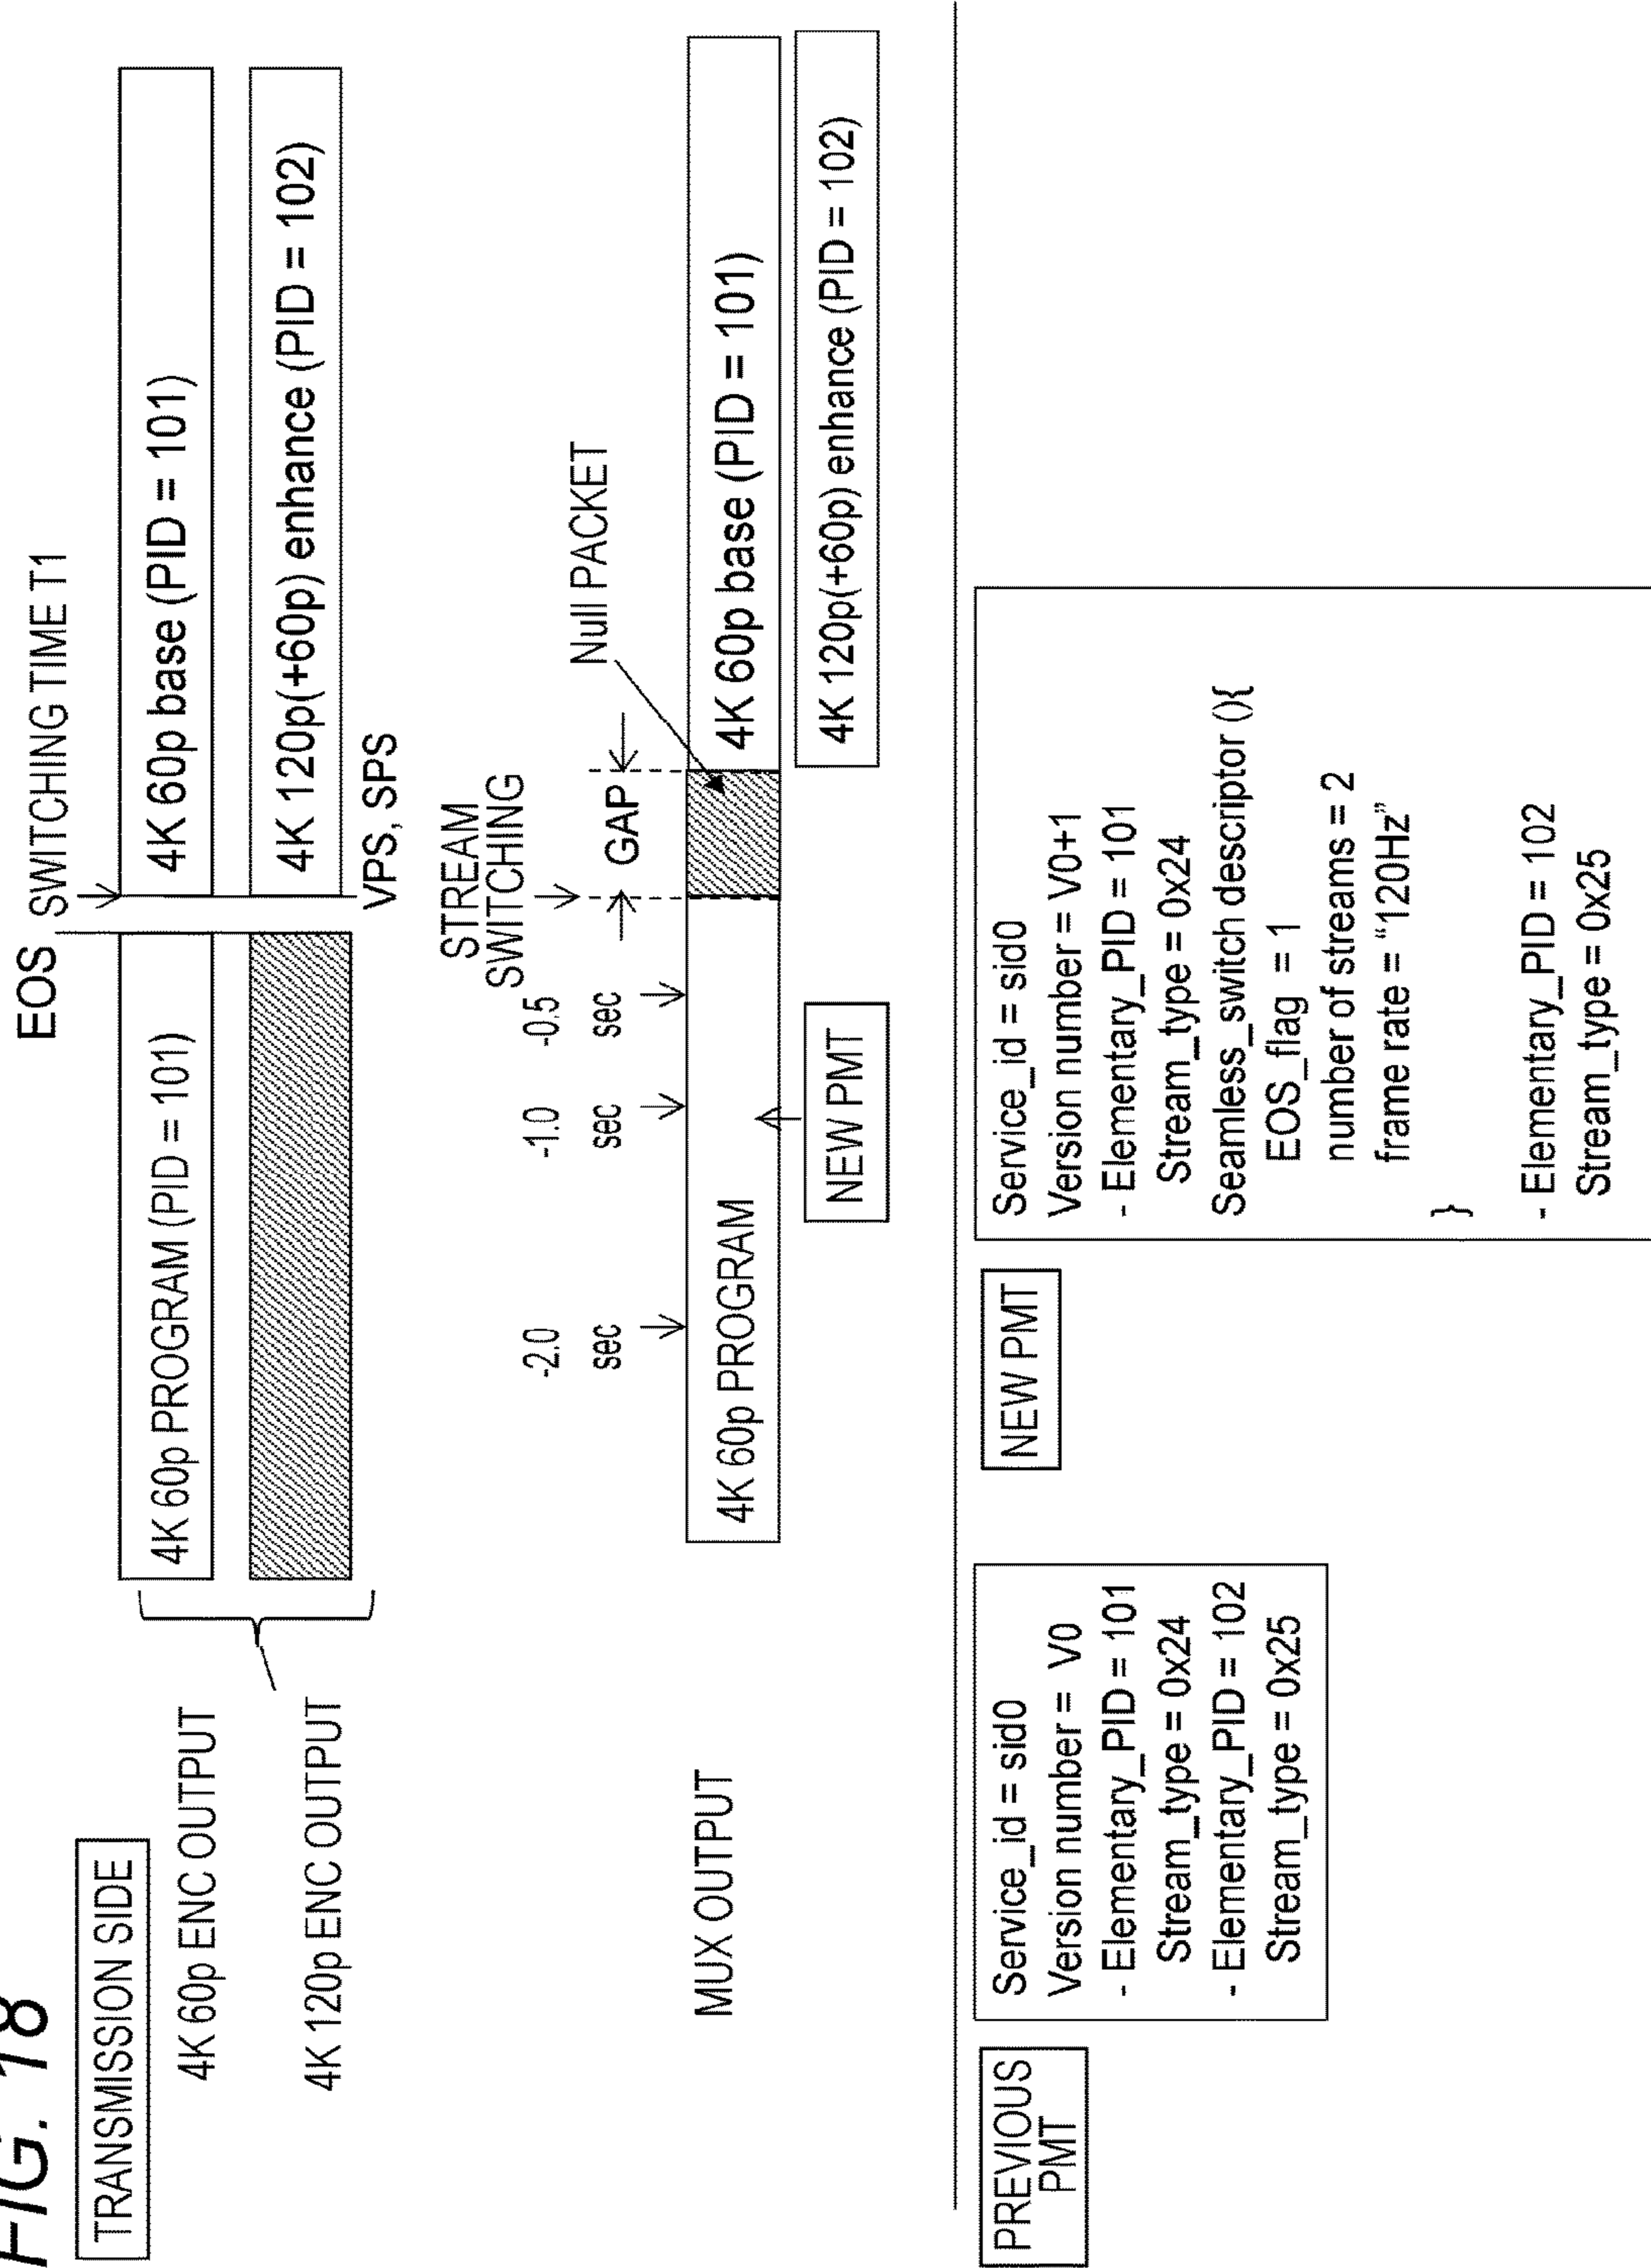 FIG. 18
TRANSMISSION SIDE
EOS
SWITCHING TIME T1
4K 60p ENC OUTPUT
4K 60p PROGRAM (PID = 101)
4K 60p base (PID = 101)
4K 120p ENC OUTPUT
4K 120p(+60p) enhance (PID = 102)
VPS, SPS
STREAM
SWITCHING
-2.0
sec
-1.0
sec
-0.5
sec
GAP
Null PACKET
MUX OUTPUT
4K 60p PROGRAM
4K 60p base (PID = 101)
4K 120p(+60p) enhance (PID = 102)
NEW PMT
PREVIOUS
PMT
Service_id = sid0
Version number = V0
- Elementary_PID = 101
Stream_type = 0x24
- Elementary_PID = 102
Stream_type = 0x25
NEW PMT
Service_id = sid0
Version number = V0+1
- Elementary_PID = 101
Stream_type = 0x24
Seamless_switch descriptor (){
EOS_flag = 1
number of streams = 2
frame rate = “120Hz”
}
- Elementary_PID = 102
Stream_type = 0x25